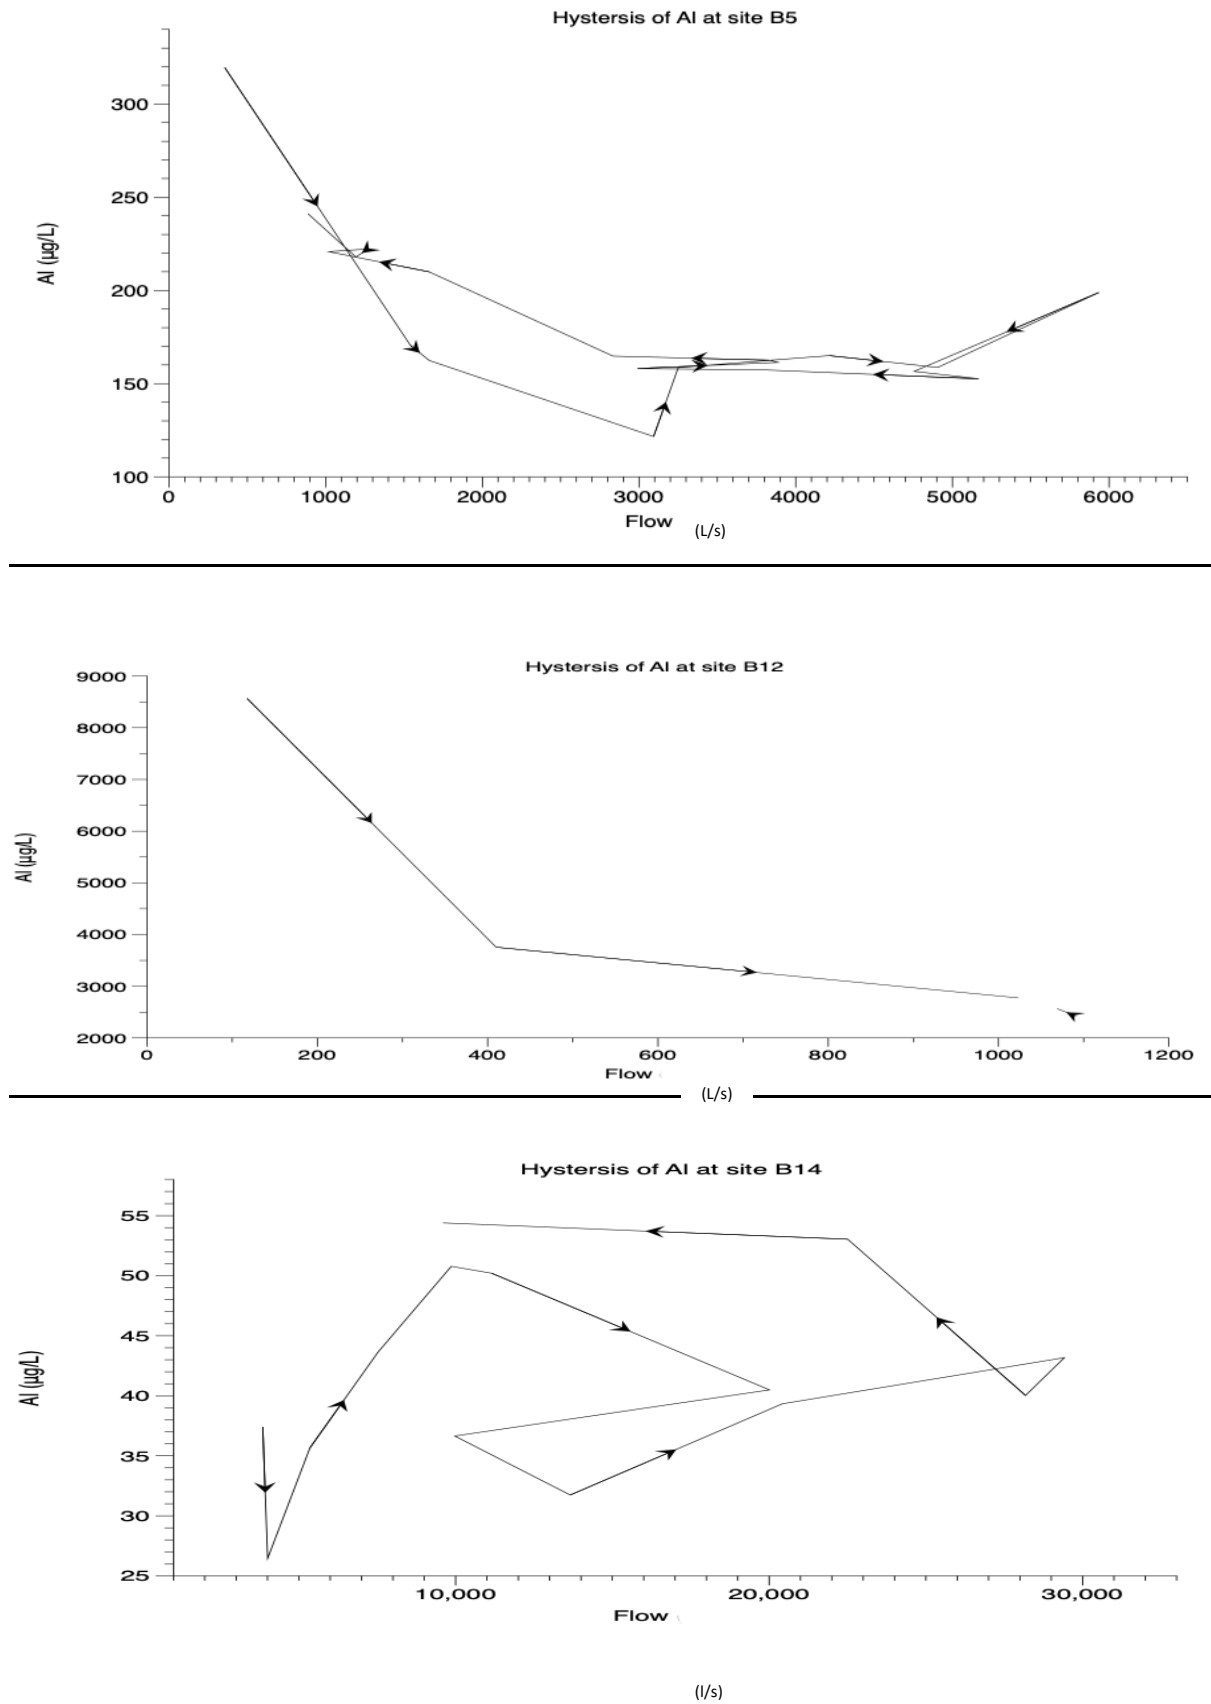 Hystersis of Al at site B5
Al (µg/L)
300
250
200
150
100
0 1000 2000 3000 4000 5000 6000
Flow (L/s)
Hystersis of Al at site B12
Al (µg/L)
9000
8000
7000
6000
5000
4000
3000
2000
0 200 400 600 800 1000 1200
Flow
(L/s)
Hystersis of Al at site B14
Al (µg/L)
55
50
45
40
35
30
25
10,000 20,000 30,000
Flow
(l/s)